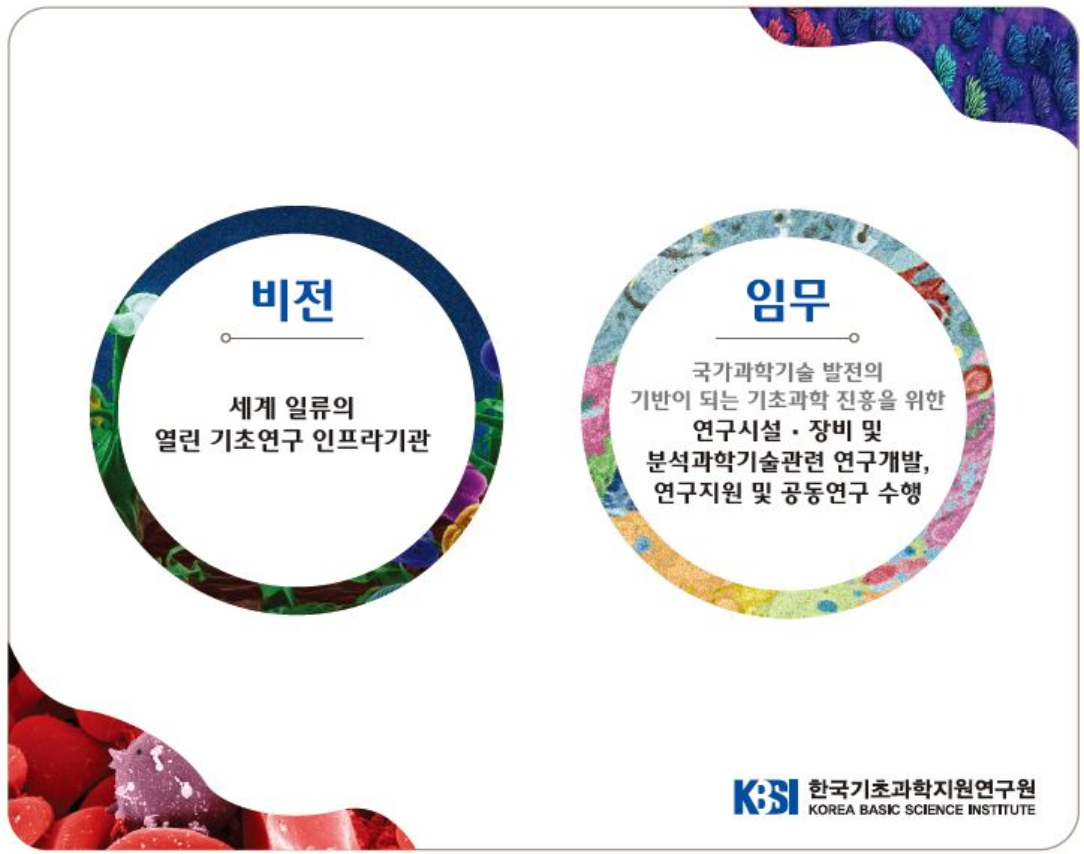 비전
세계 일류의
열린 기초연구 인프라기관
임무
국가과학기술 발전의
기반이 되는 기초과학 진흥을 위한
연구시설 · 장비 및
분석과학기술관련 연구개발,
연구지원 및 공동연구 수행
KBSI 한국기초과학지원연구원
KOREA BASIC SCIENCE INSTITUTE